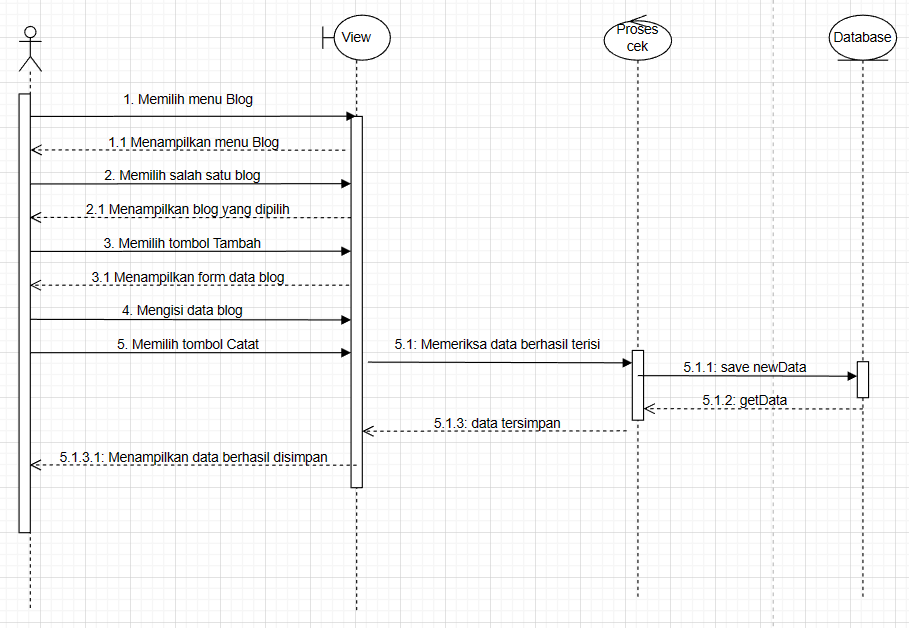 View
Proses
cek
Database
1. Memilih menu Blog
1.1 Menampilkan menu Blog
2. Memilih salah satu blog
2.1 Menampilkan blog yang dipilih
3. Memilih tombol Tambah
3.1 Menampilkan form data blog
4. Mengisi data blog
5. Memilih tombol Catat
5.1: Memeriksa data berhasil terisi
5.1.1: save newData
5.1.2: getData
5.1.3: data tersimpan
5.1.3.1: Menampilkan data berhasil disimpan